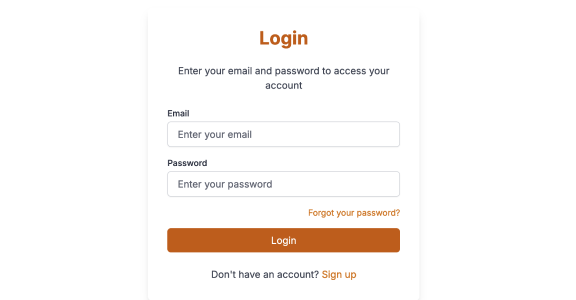 Login
Enter your email and password to access your
account
Email
Enter your email
Password
Enter your password
Forgot your password?
Login
Don't have an account? Sign up